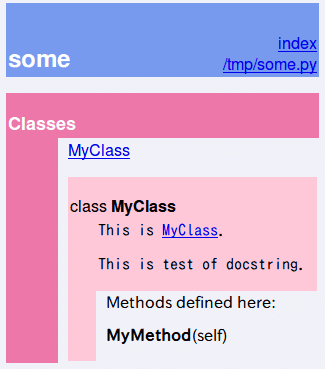 index
some
/tmp/some.py
Classes
MyClass
class MyClass
This is MyClass.
This is test of docstring.
Methods defined here:
MyMethod(self)